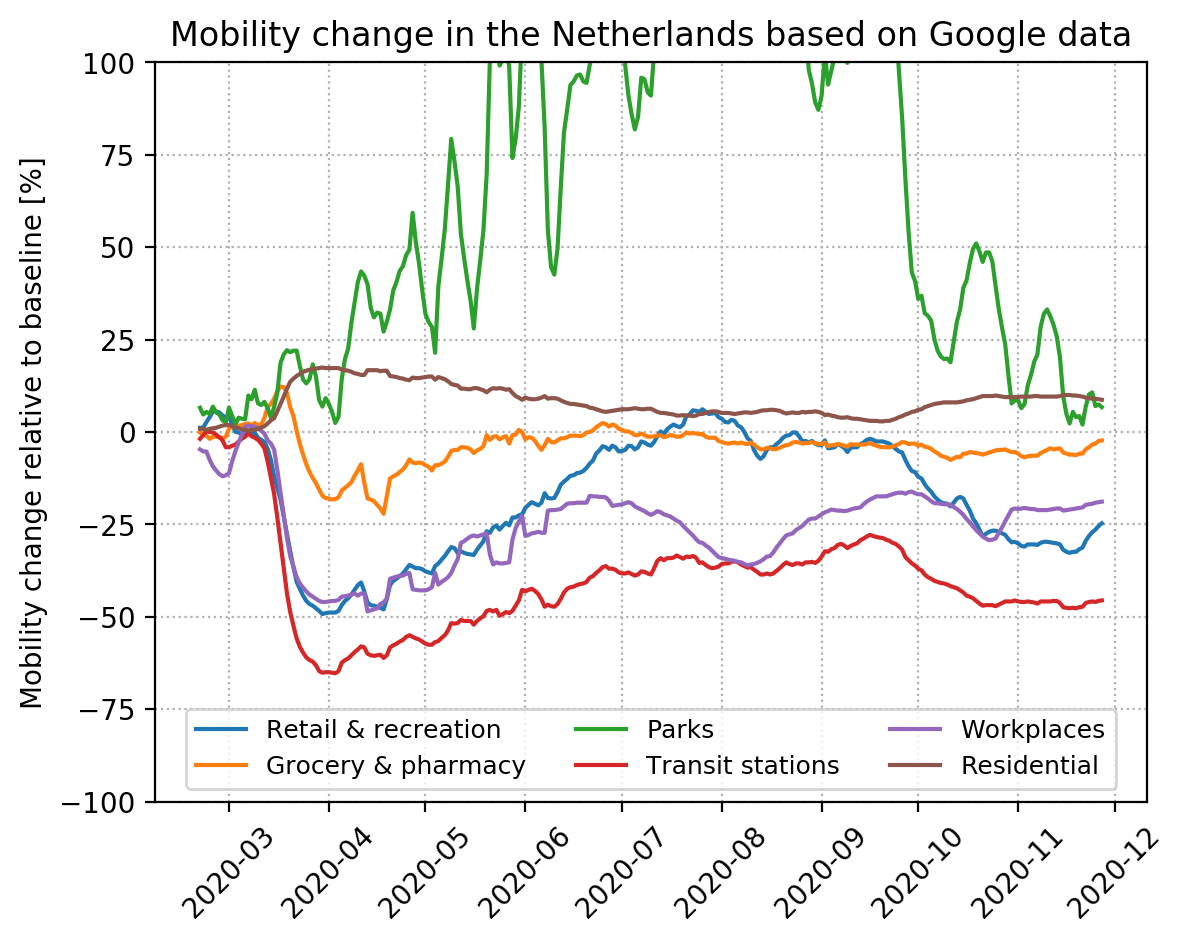 Mobility change in the Netherlands based on Google data
Mobility change relative to baseline [%]
100
75
50
25
0
−25
−50
−75
−100
Retail & recreation
Grocery & pharmacy
Parks
Transit stations
Workplaces
Residential
2020-03
2020-04
2020-05
2020-06
2020-07
2020-08
2020-09
2020-10
2020-11
2020-12